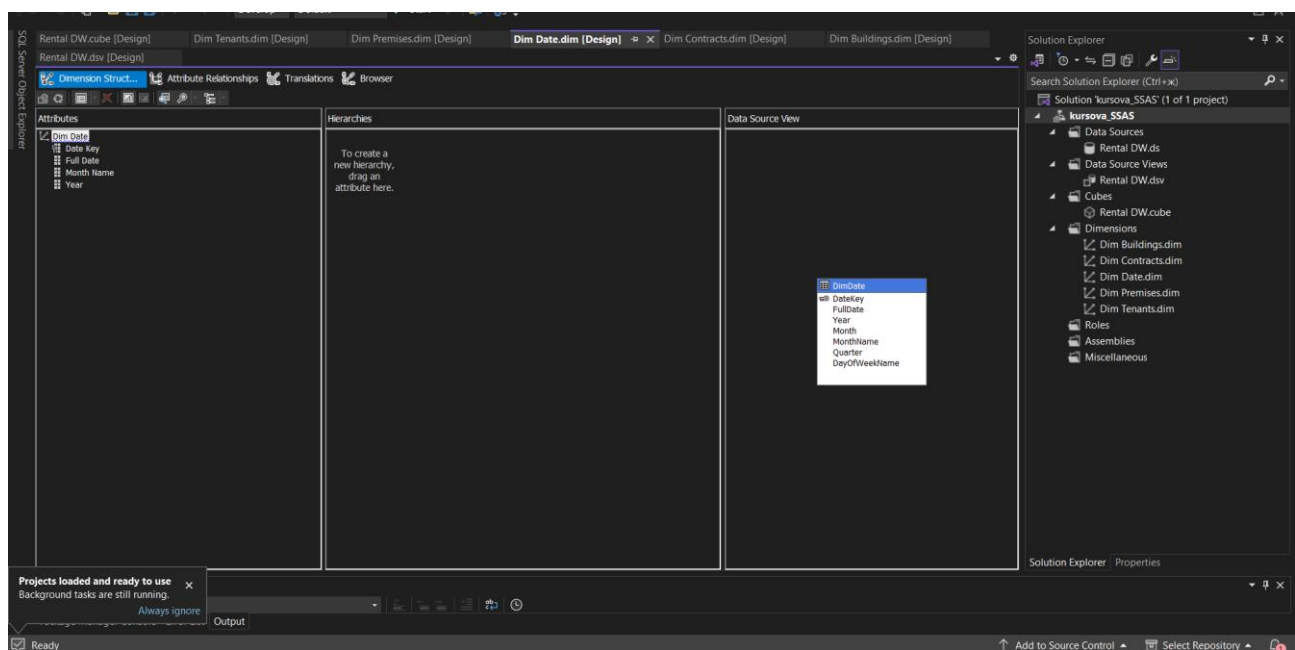 SQL Server Object Explorer
Rental DW.cube [Design] Dim Tenants.dim [Design] Dim Premises.dim [Design] Dim Date.dim [Design] Dim Contracts.dim [Design] Dim Buildings.dim [Design]
Rental DW.dsv [Design]
Dimension Struct... Attribute Relationships Translations Browser
Attributes
Dim Date
Date Key
Full Date
Month Name
Year
Hierarchies
To create a
new hierarchy,
drag an
attribute here.
Data Source View
DimDate
DateKey
FullDate
Year
Month
MonthName
Quarter
DayOfWeekName
Solution Explorer
Search Solution Explorer (Ctrl+ж)
Solution 'kursova_SSAS' (1 of 1 project)
kursova_SSAS
Data Sources
Rental DW.ds
Data Source Views
Rental DW.dsv
Cubes
Rental DW.cube
Dimensions
Dim Buildings.dim
Dim Contracts.dim
Dim Date.dim
Dim Premises.dim
Dim Tenants.dim
Roles
Assemblies
Miscellaneous
Solution Explorer Properties
Projects loaded and ready to use
Background tasks are still running.
Always ignore
Output
Ready
Add to Source Control Select Repository